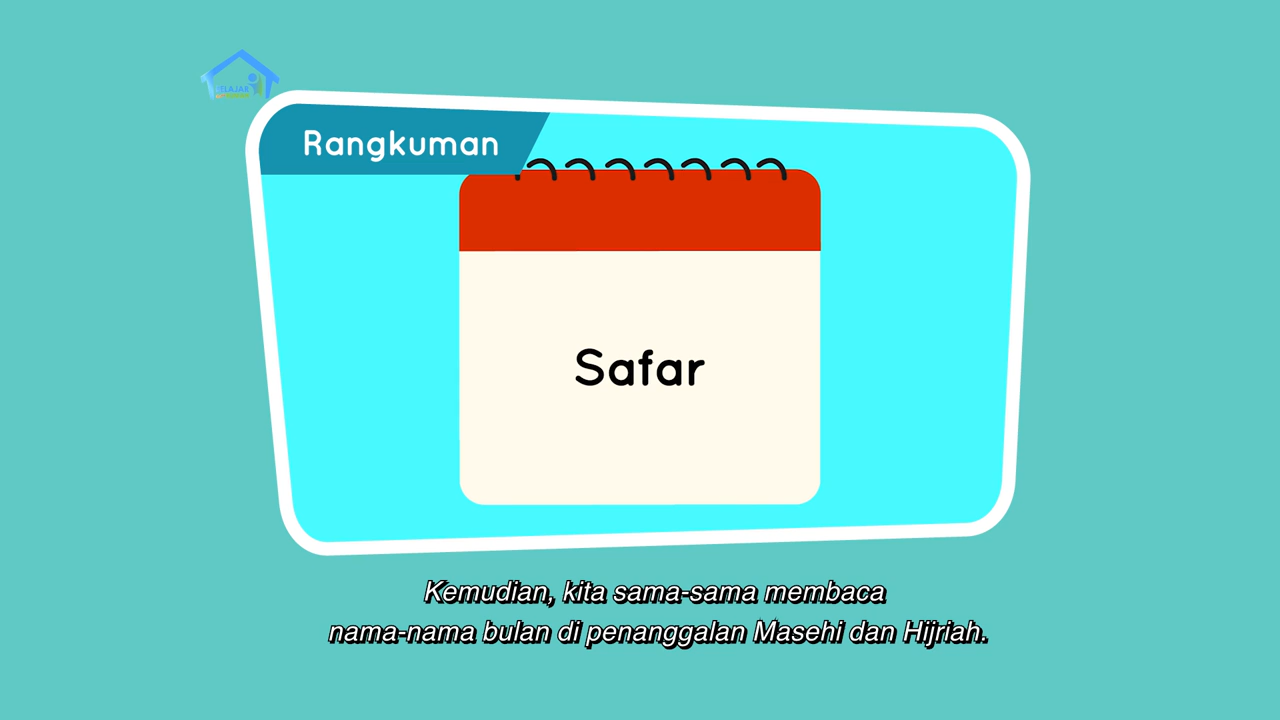 Rangkuman
Safar
Kemudian, kita sama-sama membaca
nama-nama bulan di penanggalan Masehi dan Hijriah.